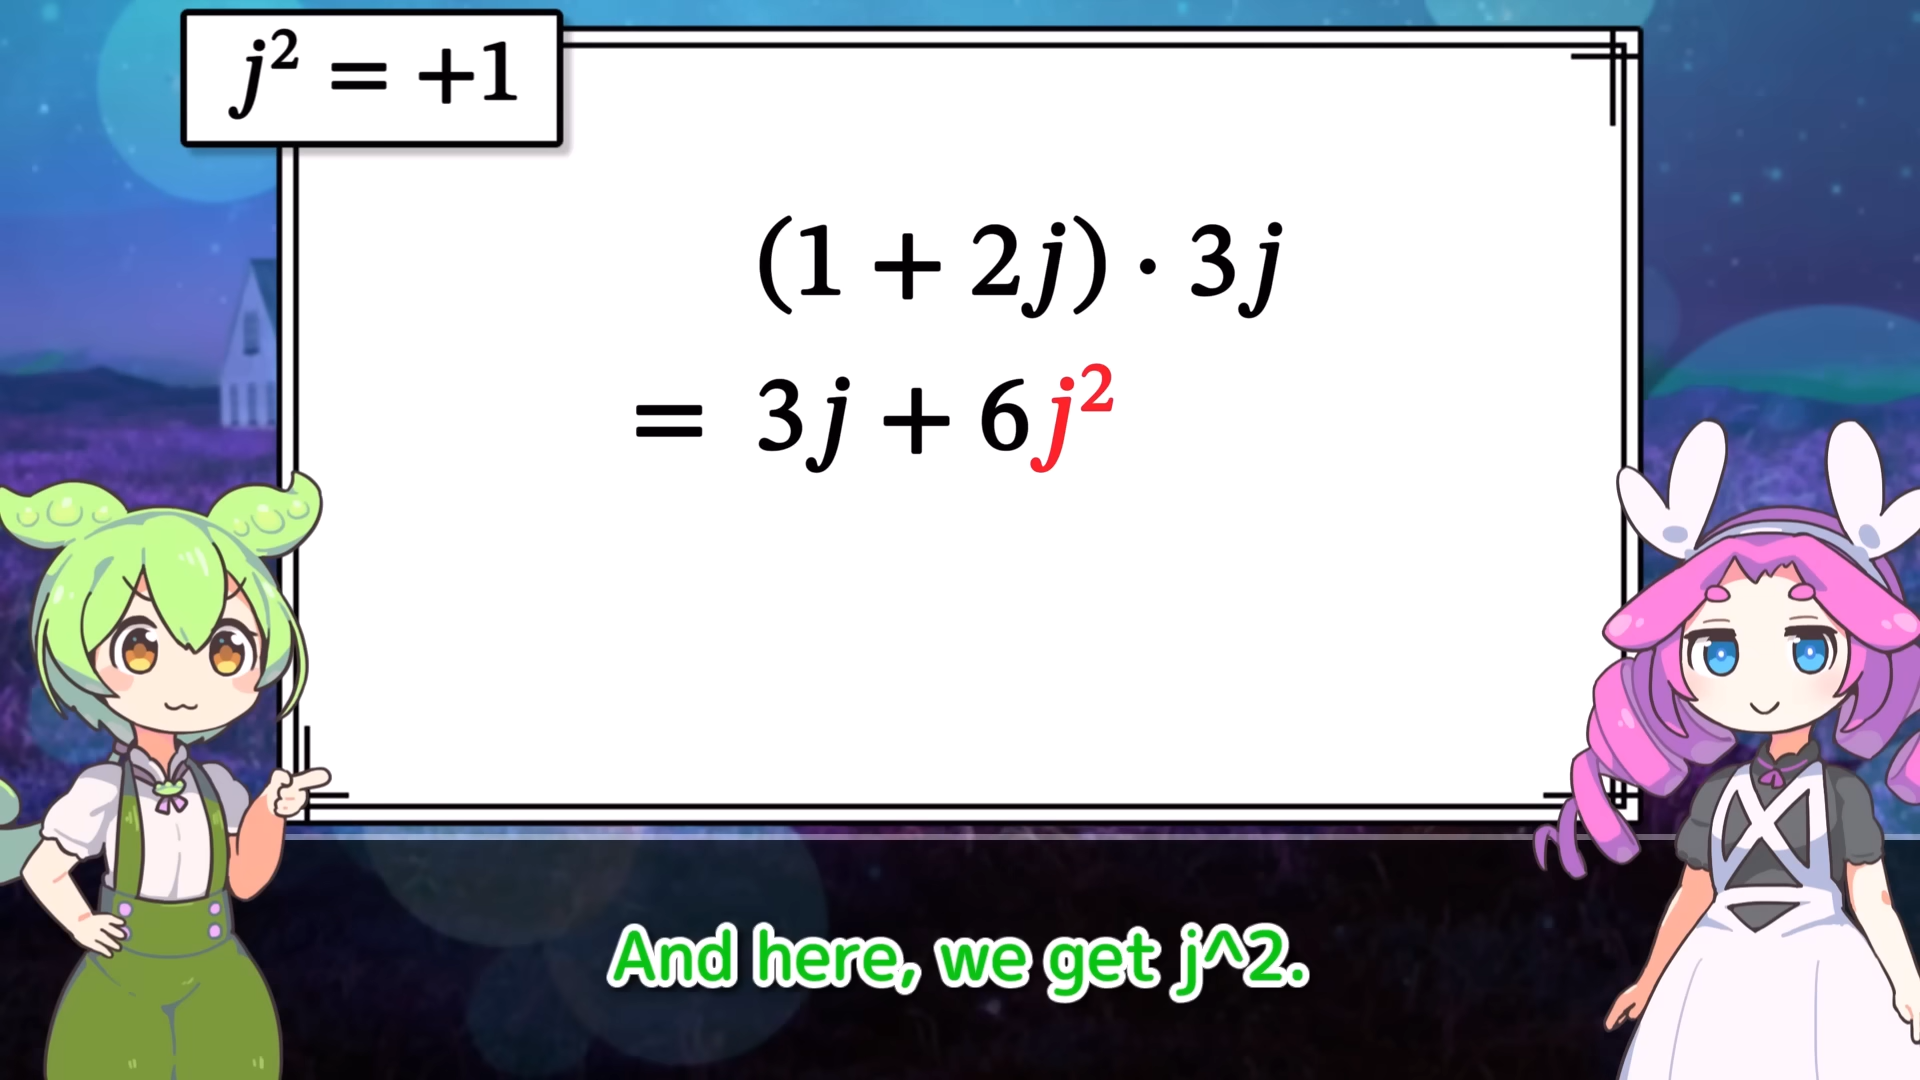 j² = +1
(1 + 2j) · 3j
= 3j + 6j²
And here, we get j^2.